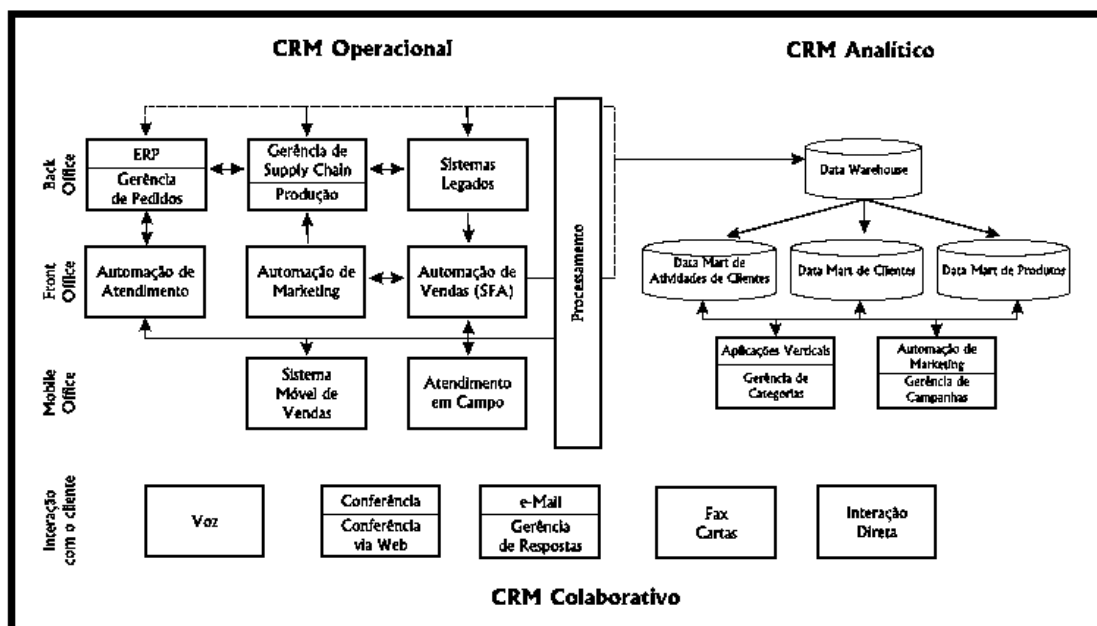 CRM Operacional
CRM Analítico
Back
Office
ERP
Gerência
de Pedidos
Gerência de
Supply Chain
Produção
Sistemas
Legados
Processamento
Data Warehouse
Front
Office
Automação de
Atendimento
Automação de
Marketing
Automação de
Vendas (SFA)
Data Mart de
Atividades de Clientes
Data Mart de Clientes
Data Mart de Produtos
Mobile
Office
Sistema
Móvel de
Vendas
Atendimento
em Campo
Aplicações Verticais
Gerência de
Categorias
Automação de
Marketing
Gerência de
Campanhas
Interação
com o cliente
Voz
Conferência
Conferência
via Web
e-Mail
Gerência
de Respostas
Fax
Cartas
Interação
Direta
CRM Colaborativo